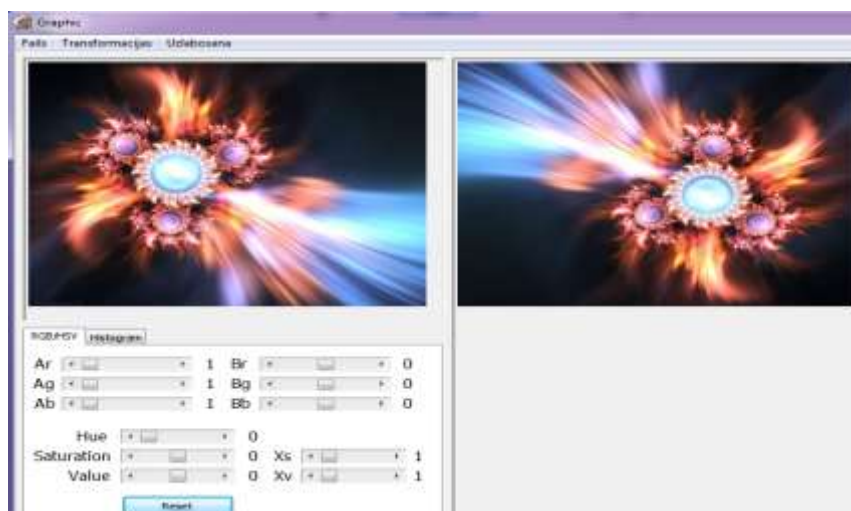 Graphic
Fails Transformacijas Uzlabosana
RGB/HSV Histogram
Ar 1 Br 0
Ag 1 Bg 0
Ab 1 Bb 0
Hue 0
Saturation 0 Xs 1
Value 0 Xv 1
Reset